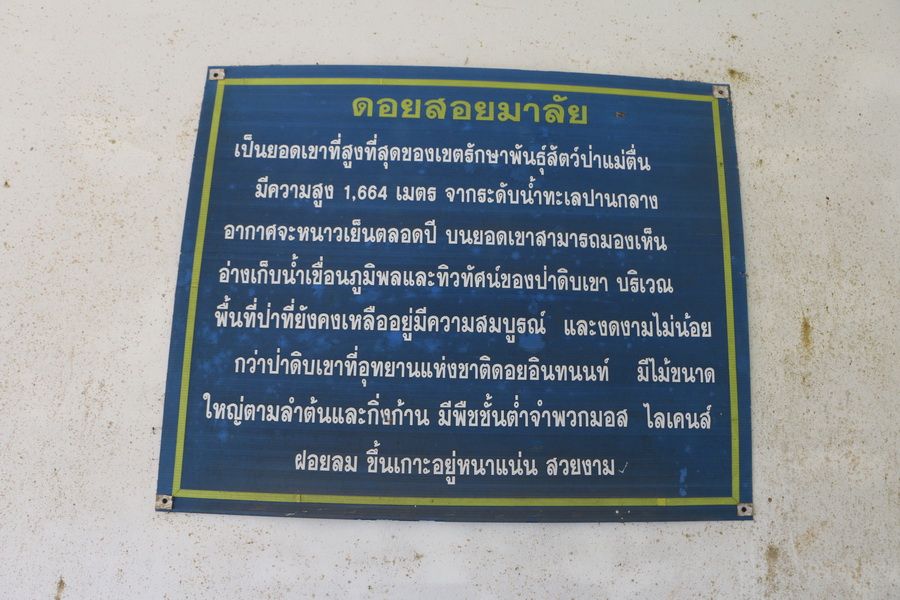 ดอยสอยมาลัย
เป็นยอดเขาที่สูงที่สุดของเขตรักษาพันธุ์สัตว์ป่าแม่ตื่น
มีความสูง 1,664 เมตร จากระดับน้ำทะเลปานกลาง
อากาศจะหนาวเย็นตลอดปี บนยอดเขาสามารถมองเห็น
อ่างเก็บน้ำเขื่อนภูมิพลและทิวทัศน์ของป่าดิบเขา บริเวณ
พื้นที่ป่าที่ยังคงเหลืออยู่มีความสมบูรณ์ และงดงามไม่น้อย
กว่าป่าดิบเขาที่อุทยานแห่งชาติดอยอินทนนท์ มีไม้ขนาด
ใหญ่ตามลำต้นและกิ่งก้าน มีพืชชั้นต่ำจำพวกมอส ไลเคนส์
ฝอยลม ขึ้นเกาะอยู่หนาแน่น สวยงาม